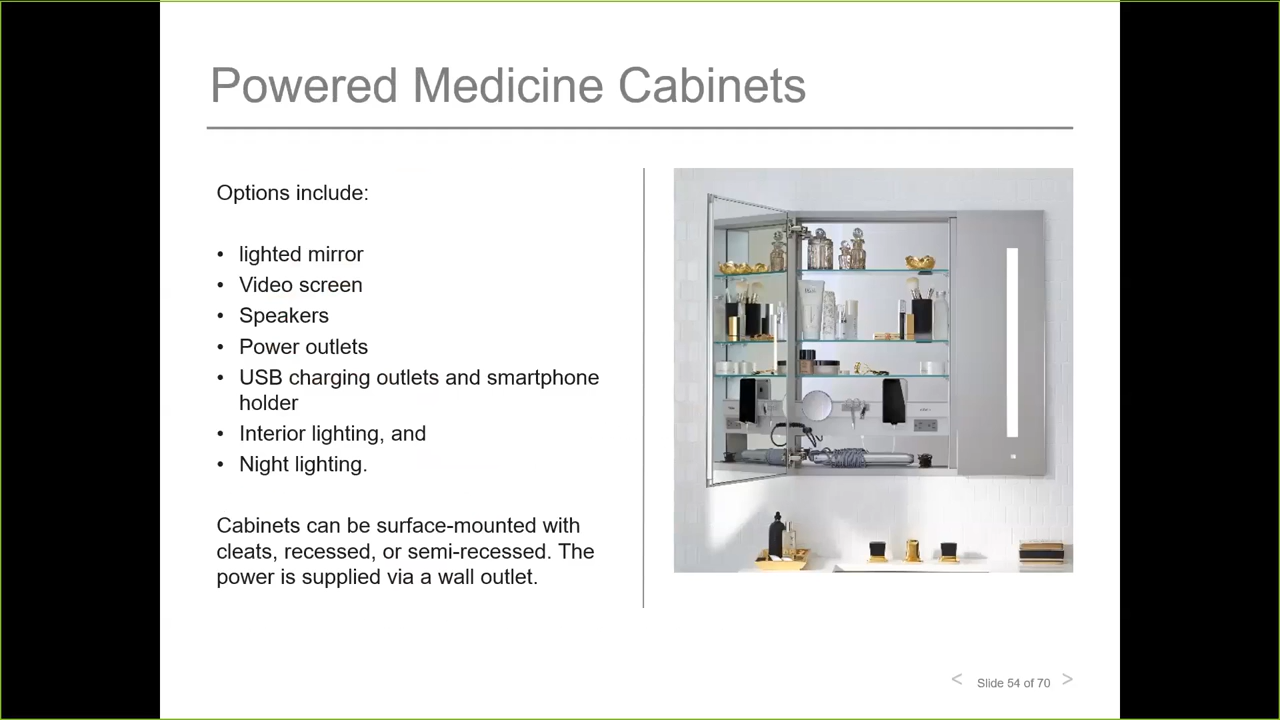 Powered Medicine Cabinets
Options include:
• lighted mirror
• Video screen
• Speakers
• Power outlets
• USB charging outlets and smartphone
holder
• Interior lighting, and
• Night lighting.
Cabinets can be surface-mounted with
cleats, recessed, or semi-recessed. The
power is supplied via a wall outlet.
< Slide 54 of 70 >